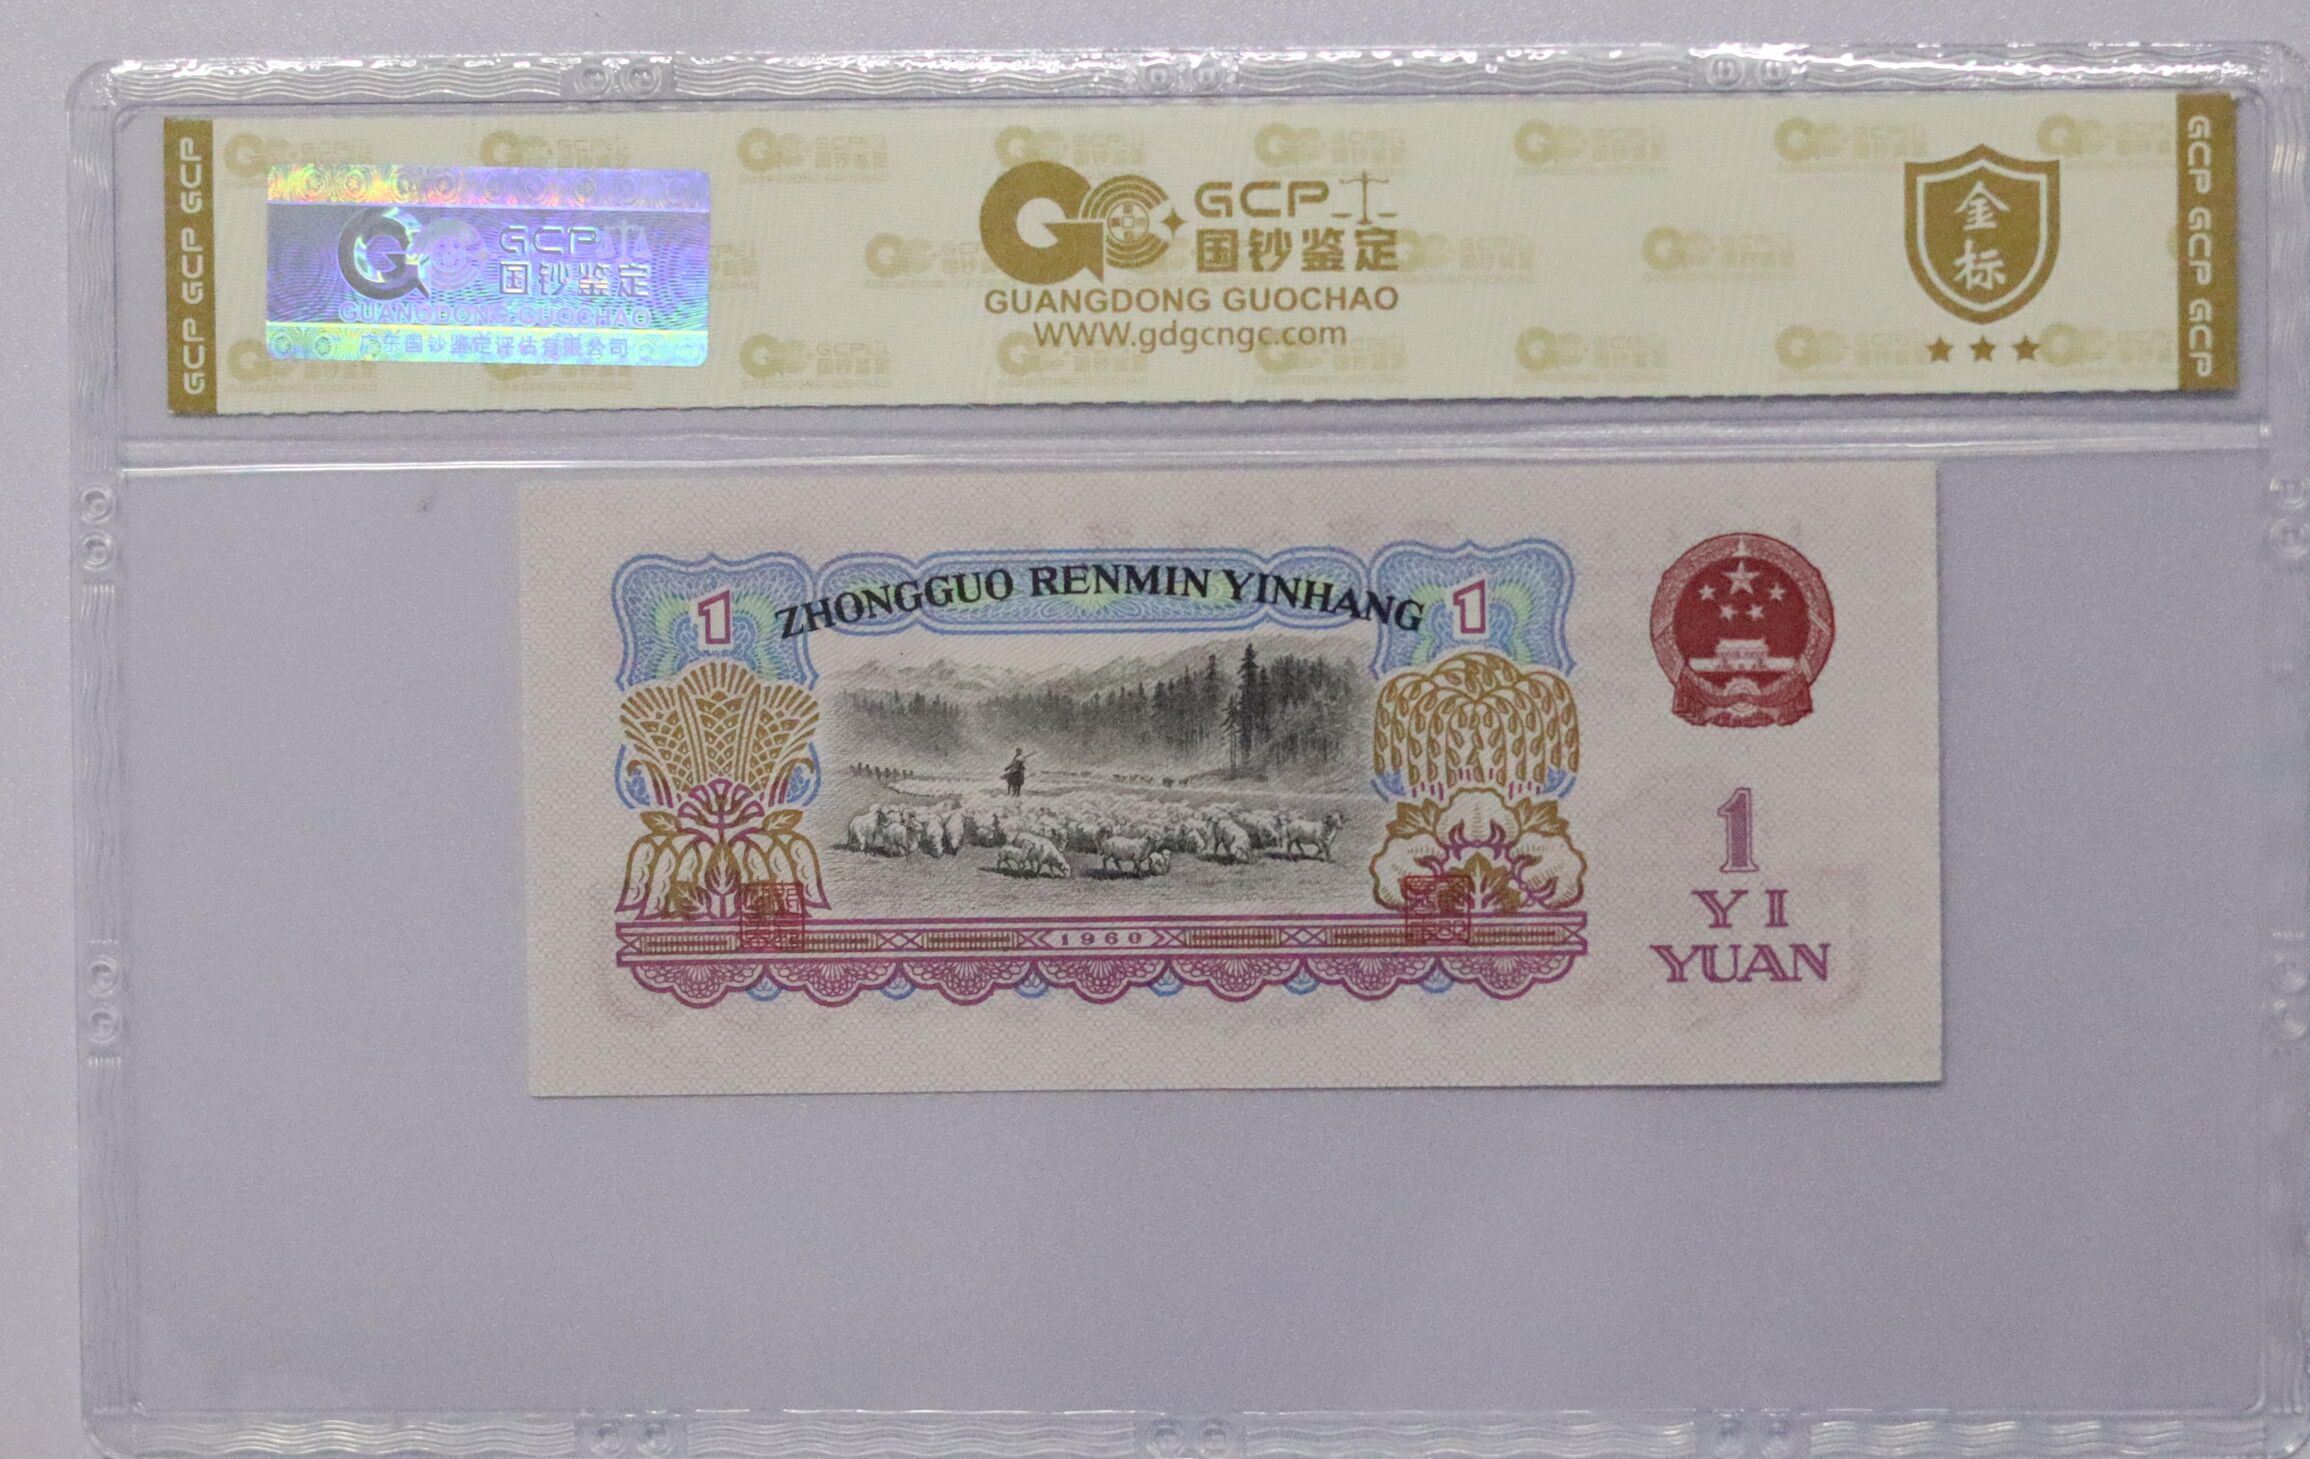 GCP GCP GCP
GCP
国钞鉴定
GUANGDONG GUOCHAO
广东国钞鉴定评估有限公司
GCP
国钞鉴定
GUANGDONG GUOCHAO
WWW.gdgcngc.com
金
标
GCP GCP GCP
1
ZHONGGUO RENMIN YINHANG
1
1960
1
YI
YUAN